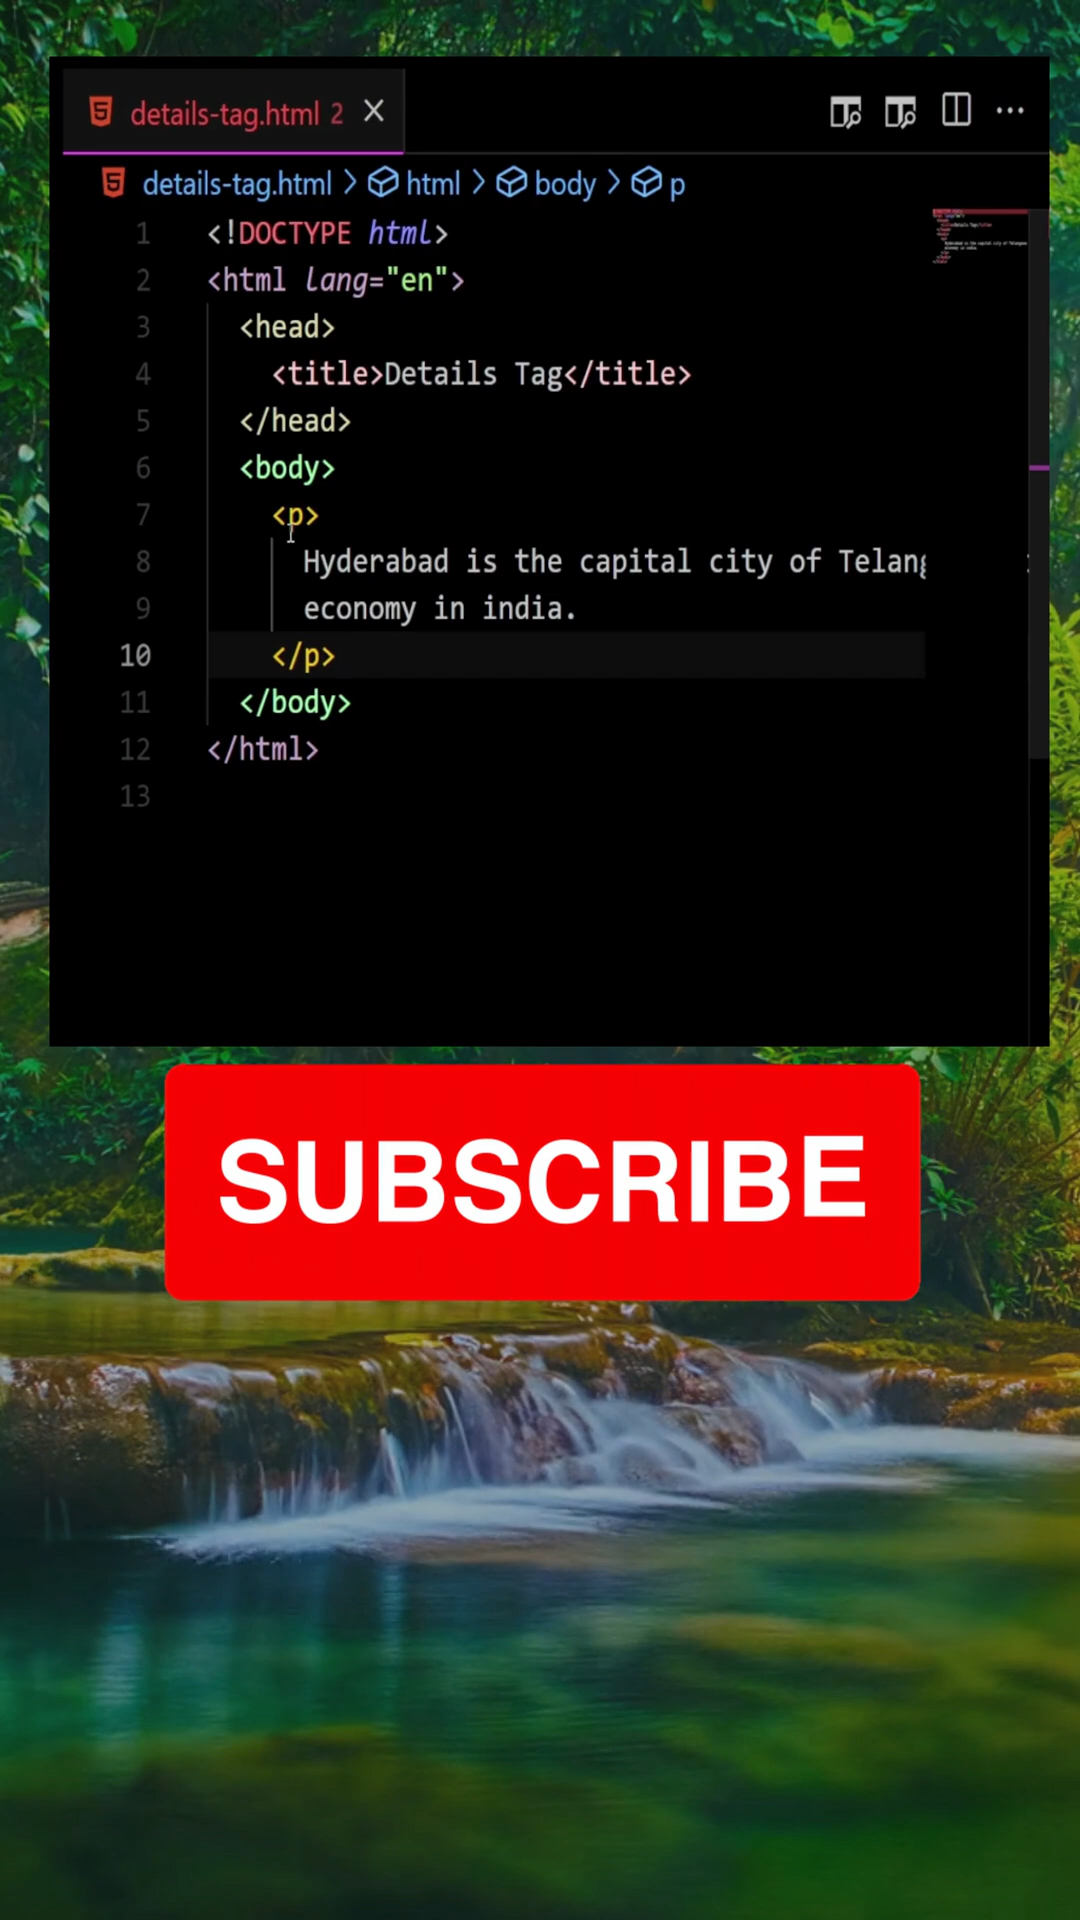 details-tag.html 2
details-tag.html > html > body > p
1 <!DOCTYPE html>
2 <html lang="en">
3 <head>
4 <title>Details Tag</title>
5 </head>
6 <body>
7 <p>
8 Hyderabad is the capital city of
9 economy in india.
10 </p>
11 </body>
12 </html>
13
SUBSCRIBE